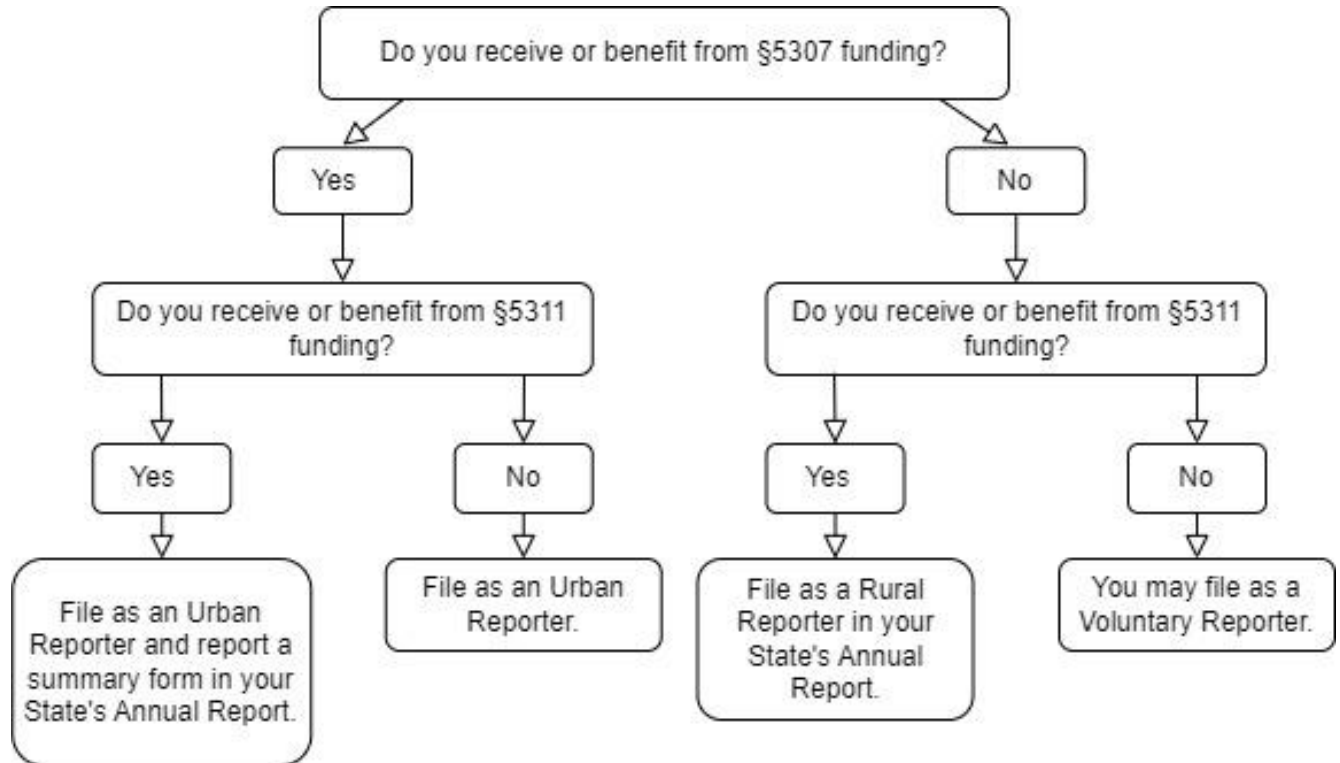 Do you receive or benefit from §5307 funding?
Yes
No
Do you receive or benefit from §5311
funding?
Do you receive or benefit from §5311
funding?
Yes
No
Yes
No
File as an Urban
Reporter and report a
summary form in your
State's Annual Report.
File as an Urban
Reporter.
File as a Rural
Reporter in your
State's Annual
Report.
You may file as a
Voluntary Reporter.